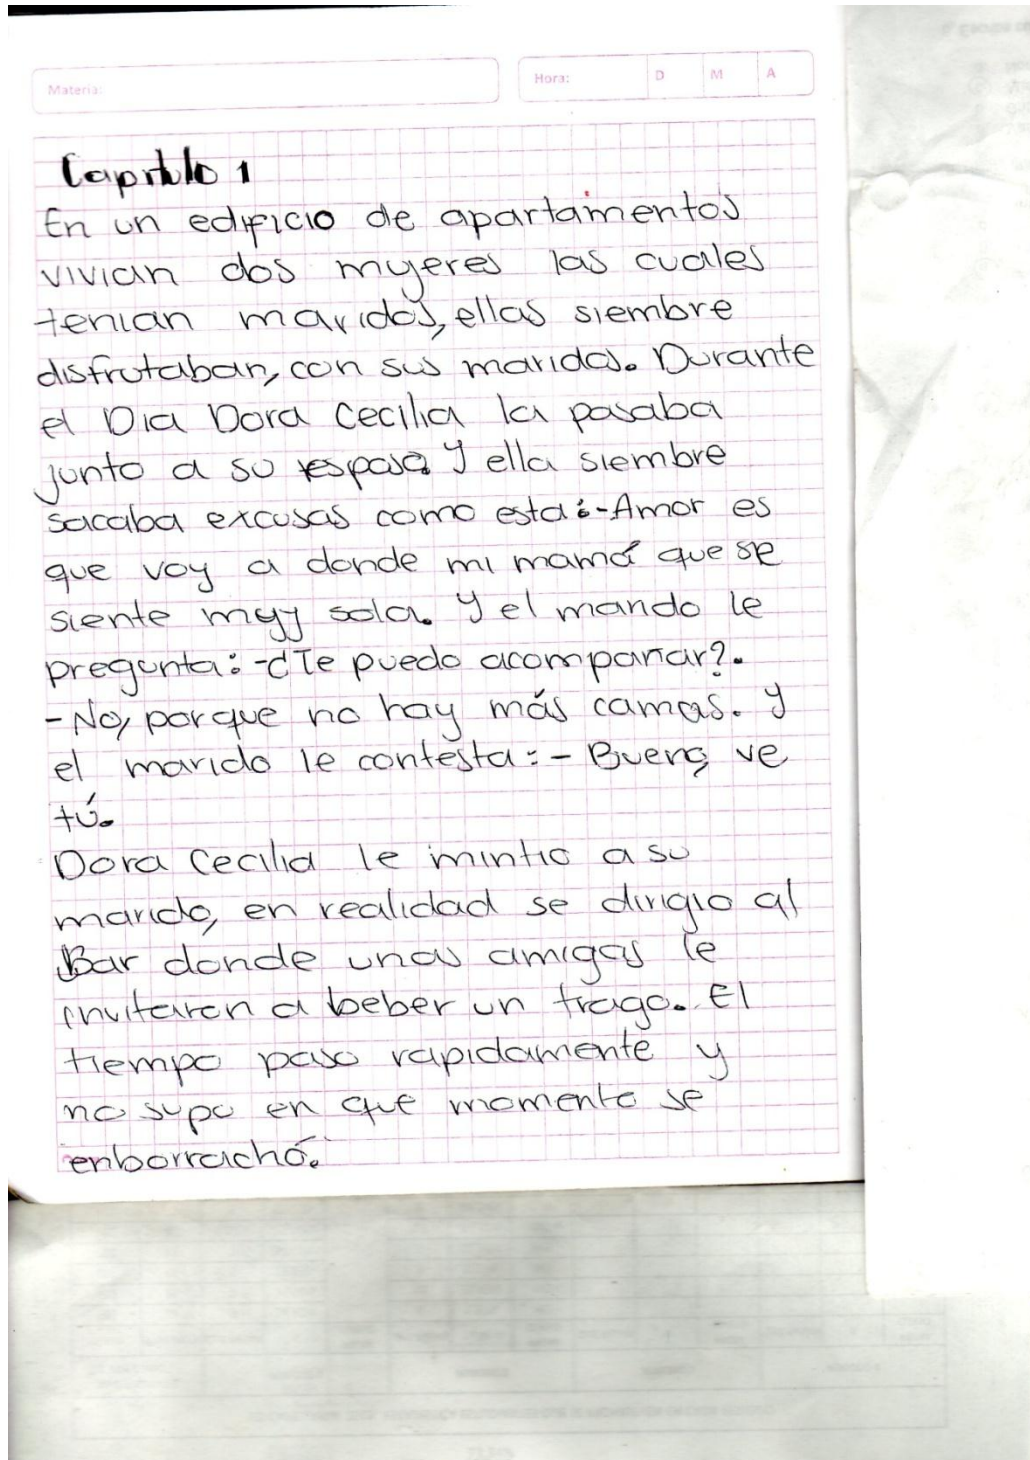 Materia:
Hora: D M A
Capitulo 1
En un edificio de apartamentos
vivian dos mujeres las cuales
tenian maridos, ellas siembre
disfrutaban, con sus maridos. Durante
el Dia Dora Cecilia la pasaba
junto a su esposo. Y ella siembre
sacaba excusas como esta: -Amor es
que voy a donde mi mamá que se
siente muy sola. Y el marido le
pregunta: -¿Te puedo acompañar?.
- No, porque no hay más camas. Y
el marido le contesta: - Bueno, ve
tú.
Dora Cecilia le mintio a su
marido, en realidad se dirigio al
Bar donde unas amigas le
invitaron a beber un trago. El
tiempo paso rapidamente y
no supo en que momento se
enborrachó.